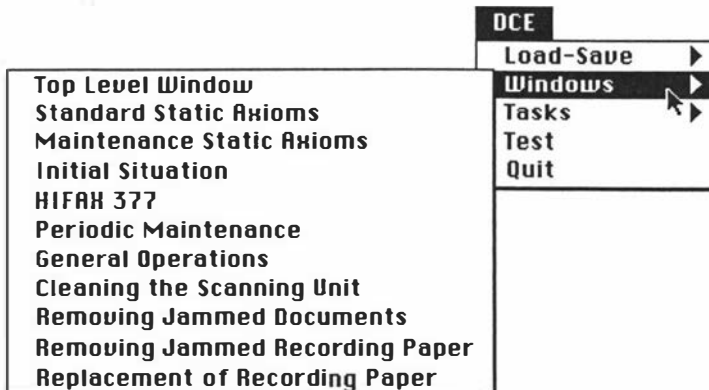 DCE
Load-Save
Windows
Tasks
Test
Quit
Top Level Window
Standard Static Axioms
Maintenance Static Axioms
Initial Situation
HIFAX 377
Periodic Maintenance
General Operations
Cleaning the Scanning Unit
Removing Jammed Documents
Removing Jammed Recording Paper
Replacement of Recording Paper